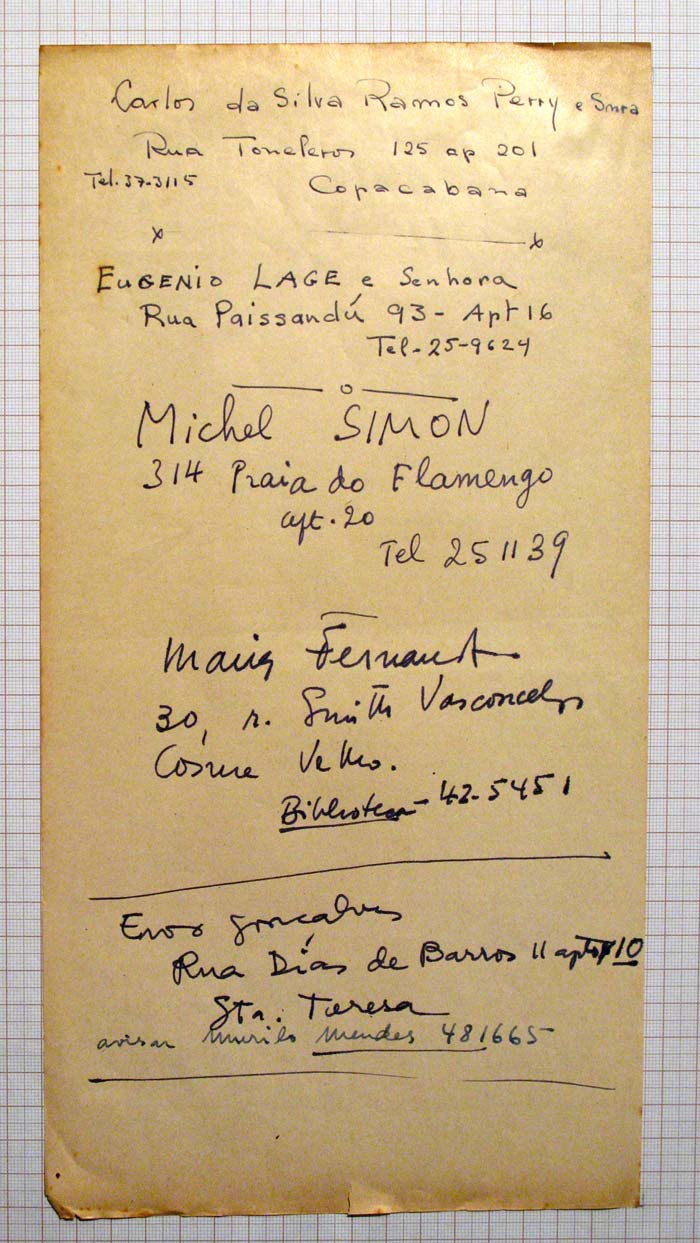 Carlos da Silva Ramos Perry e Snra
Rua Toneleros 125 ap 201
Tel. 37-3115 Copacabana
x x
EUGENIO LAGE e Senhora
Rua Paissandú 93 - Apt 16
Tel - 25-9624
Michel SIMON
314 Praia do Flamengo
apt. 20
Tel 25 1139
Maria Fernanda
30, r. Smith Vasconcelos
Cosme Velho.
Biblioteca - 42-5451
Gonçalves
Rua Días de Barros 11 apto 10
Sta. Teresa
avisar Murilo Mendes 481665